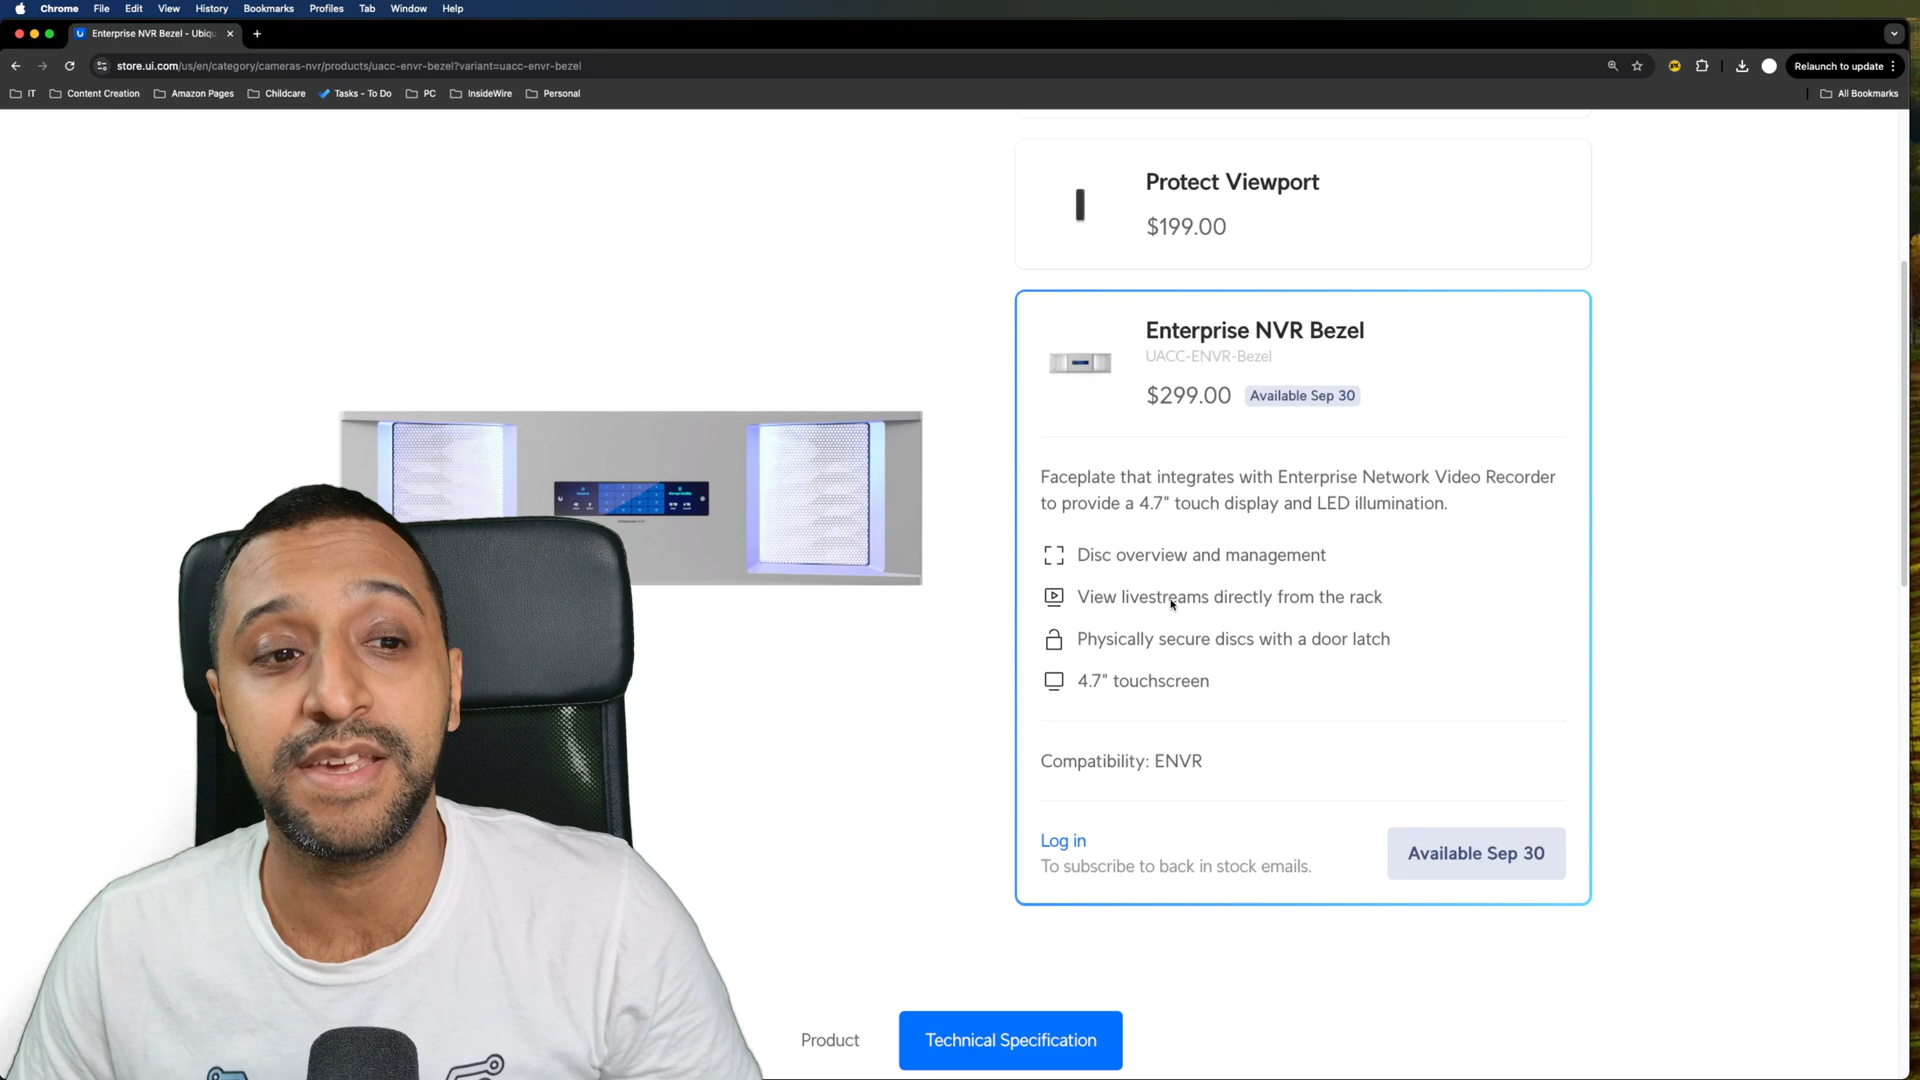 Chrome File Edit View History Bookmarks Profiles Tab Window Help
Enterprise NVR Bezel - Ubiqu
store.ui.com/us/en/category/cameras-nvr/products/uacc-envr-bezel?variant=uacc-envr-bezel
Relaunch to update
IT Content Creation Amazon Pages Childcare Tasks - To Do PC InsideWire Personal
All Bookmarks
Protect Viewport
$199.00
Enterprise NVR Bezel
UACC-ENVR-Bezel
$299.00 Available Sep 30
Faceplate that integrates with Enterprise Network Video Recorder
to provide a 4.7" touch display and LED illumination.
Disc overview and management
View livestreams directly from the rack
Physically secure discs with a door latch
4.7" touchscreen
Compatibility: ENVR
Log in
To subscribe to back in stock emails.
Available Sep 30
Product
Technical Specification